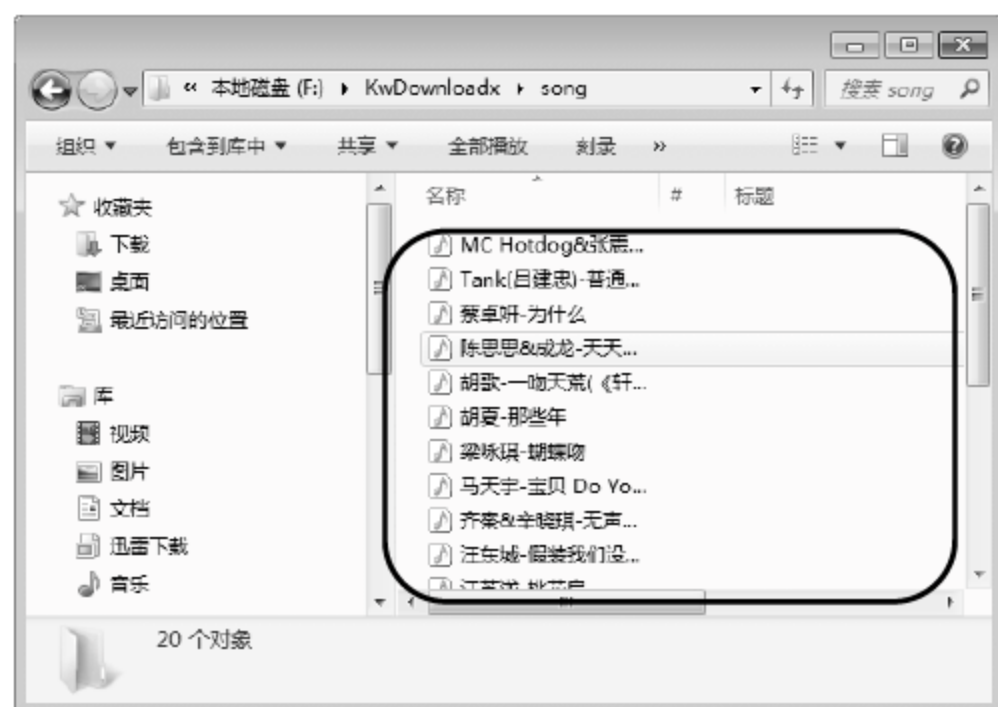 « 本地磁盘 (F:) ▸ KwDownloadx ▸ song
搜索 song
组织 包含到库中 共享 全部播放 刻录 »
名称 # 标题
收藏夹
下载
桌面
最近访问的位置
库
视频
图片
文档
迅雷下载
音乐
MC Hotdog&张震...
Tank(吕建忠)-普通...
蔡卓妍-为什么
陈思思&成龙-天天...
胡歌-一吻天荒(《轩...
胡夏-那些年
梁咏琪-蝴蝶吻
马天宇-宝贝 Do Yo...
齐秦&辛晓琪-无声...
汪东城-假装我们没...
20 个对象